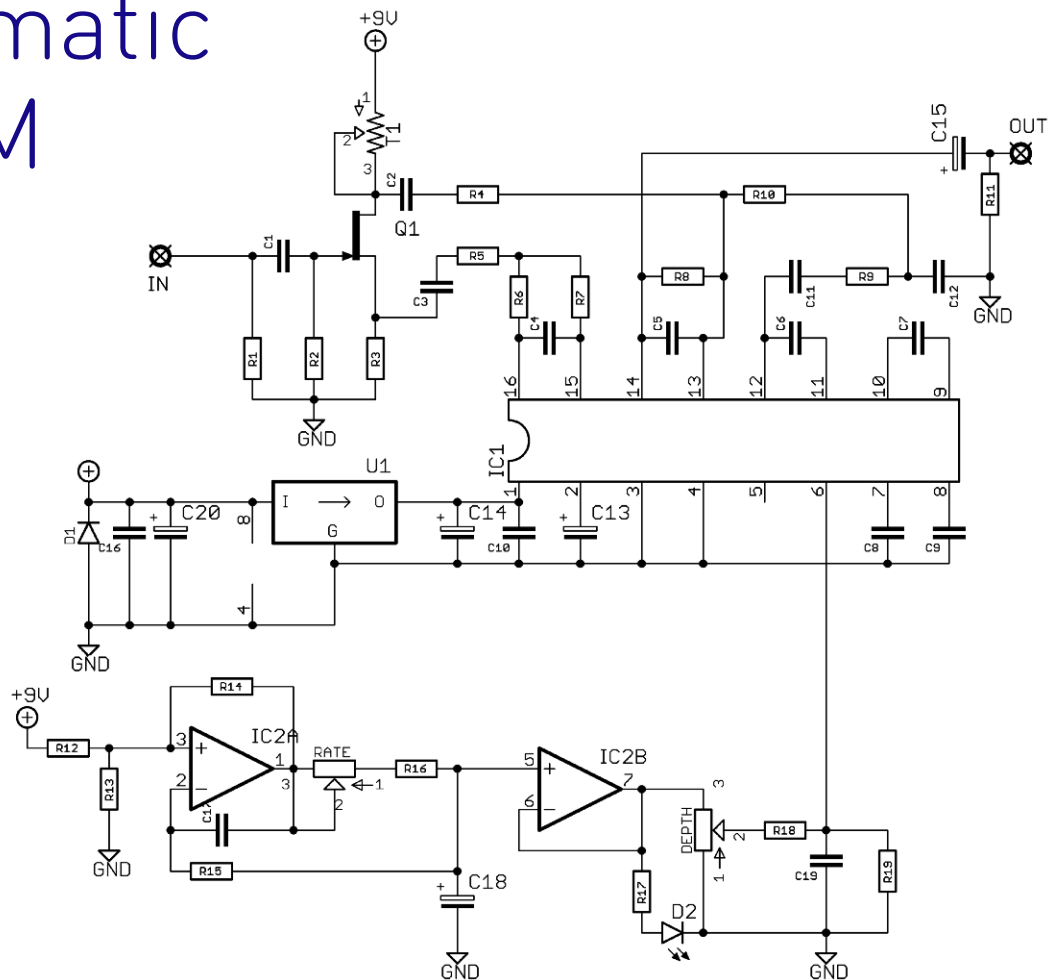 matic
M
+9V
1
2
T1
3
C2
R4
R10
C15
+
OUT
R11
Q1
C1
IN
R5
C3
R6
R7
C4
R8
C5
C11
R9
C12
C6
C7
GND
R1
R2
R3
GND
16
15
14
13
12
11
10
9
IC1
1
2
3
4
5
6
7
8
U1
I
O
G
D1
C16
+
C20
8
4
+
C14
C10
+
C13
C8
C9
GND
+9V
R12
R13
GND
R14
3
+
2
-
IC2A
1
3
RATE
1
2
R16
R15
+
C18
GND
5
+
6
-
IC2B
7
3
DEPTH
2
1
R18
R17
D2
C19
R19
GND